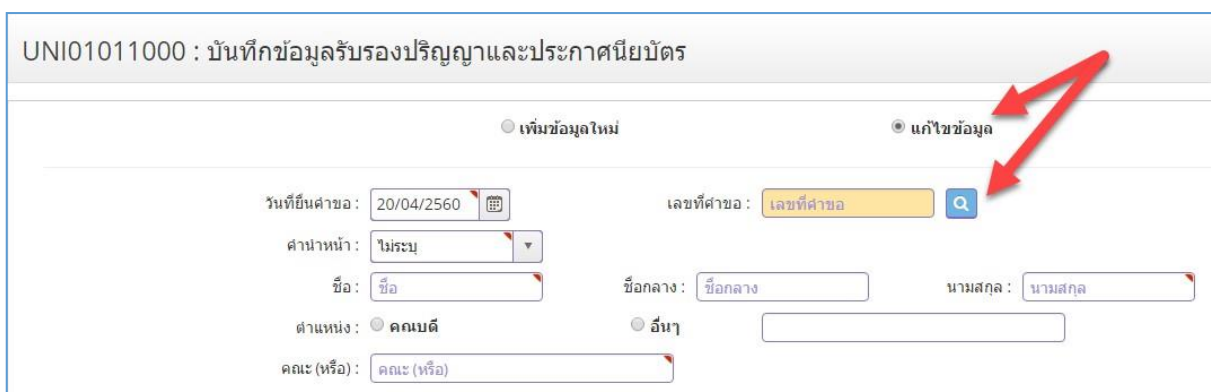 UNI01011000 : บันทึกข้อมูลรับรองปริญญาและประกาศนียบัตร
เพิ่มข้อมูลใหม่ แก้ไขข้อมูล
วันที่ยื่นคำขอ : 20/04/2560 เลขที่คำขอ : เลขที่คำขอ
คำนำหน้า : ไม่ระบุ
ชื่อ : ชื่อ ชื่อกลาง : ชื่อกลาง นามสกุล : นามสกุล
ตำแหน่ง : คณบดี อื่นๆ
คณะ (หรือ) : คณะ (หรือ)